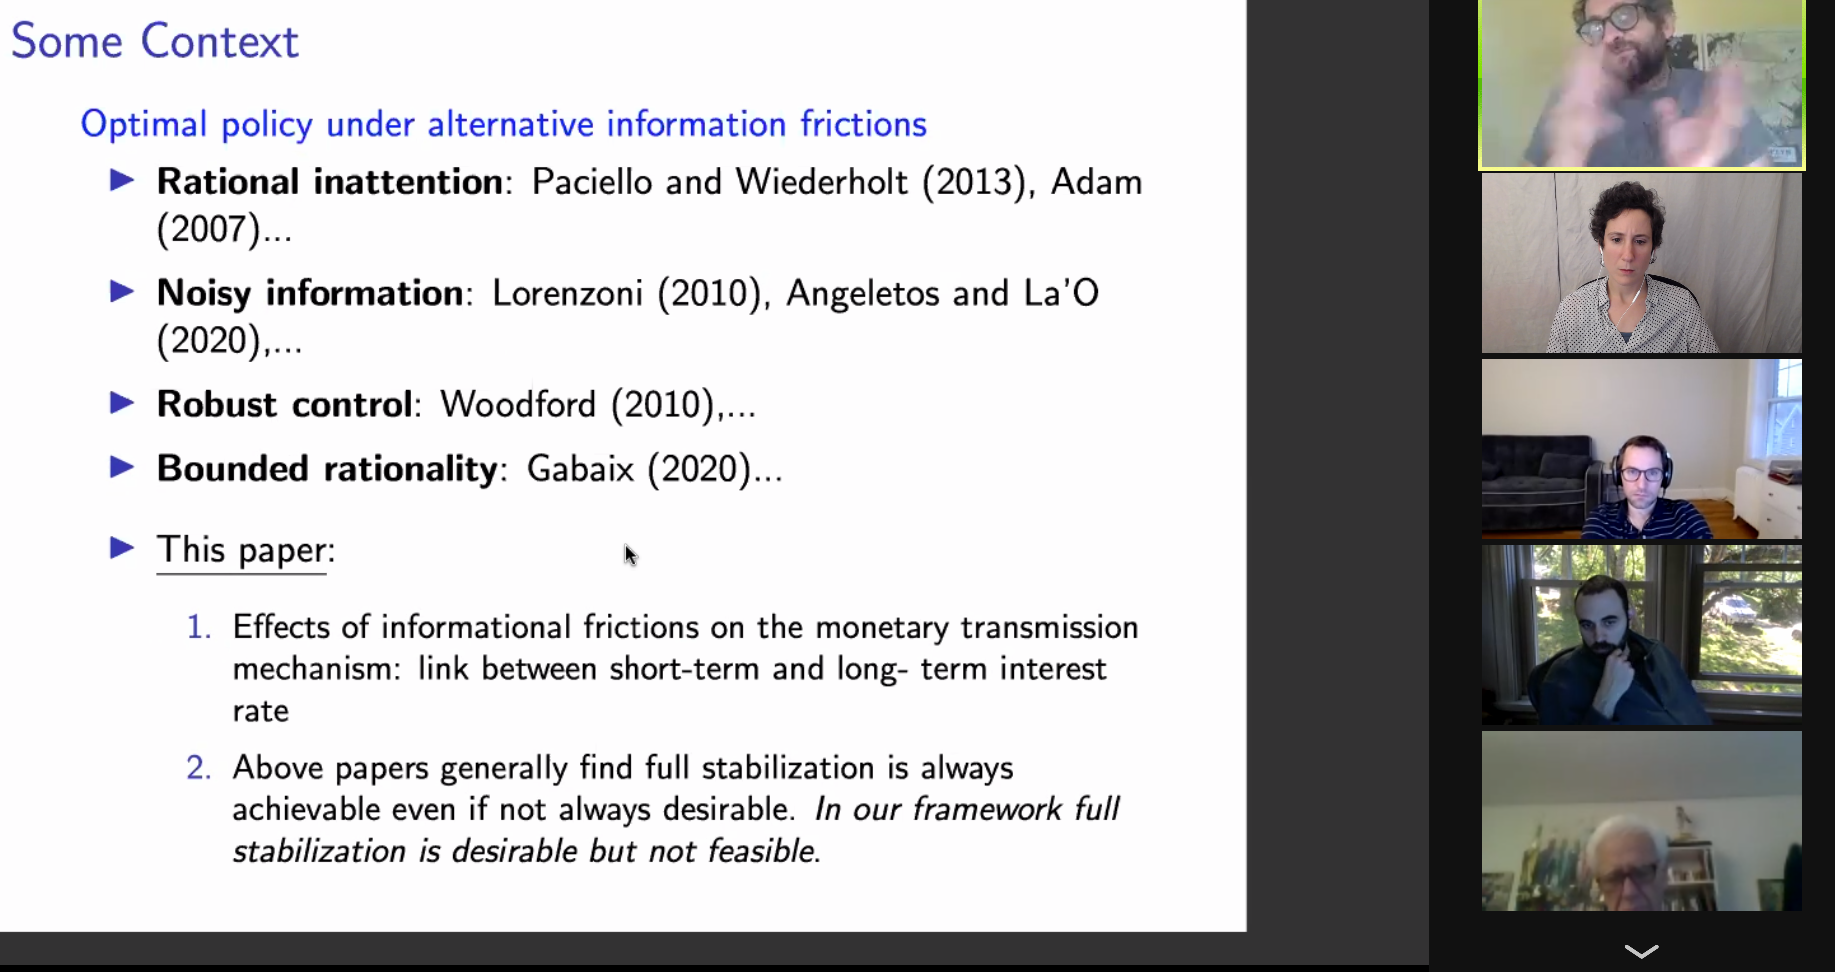 Some Context
Optimal policy under alternative information frictions
Rational inattention: Paciello and Wiederholt (2013), Adam
(2007)...
Noisy information: Lorenzoni (2010), Angeletos and La'O
(2020),...
Robust control: Woodford (2010),...
Bounded rationality: Gabaix (2020)...
This paper:
1. Effects of informational frictions on the monetary transmission
mechanism: link between short-term and long- term interest
rate
2. Above papers generally find full stabilization is always
achievable even if not always desirable. In our framework full
stabilization is desirable but not feasible.